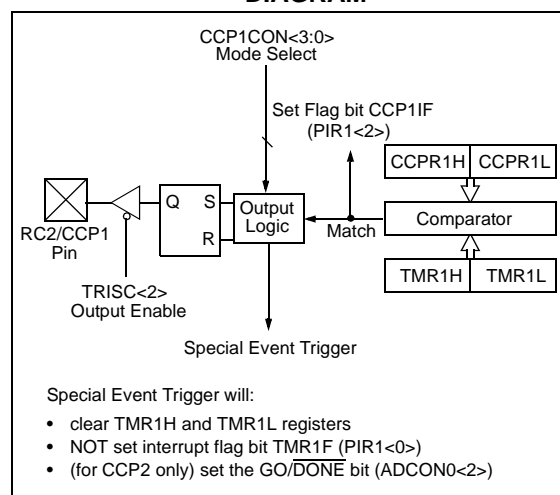 DIAGRAM
CCP1CON<3:0>
Mode Select
Set Flag bit CCP1IF
(PIR1<2>)
CCPR1H CCPR1L
Q S
R
Output
Logic
Match
Comparator
RC2/CCP1
Pin
TRISC<2>
Output Enable
TMR1H TMR1L
Special Event Trigger
Special Event Trigger will:
• clear TMR1H and TMR1L registers
• NOT set interrupt flag bit TMR1F (PIR1<0>)
• (for CCP2 only) set the GO/DONE bit (ADCON0<2>)